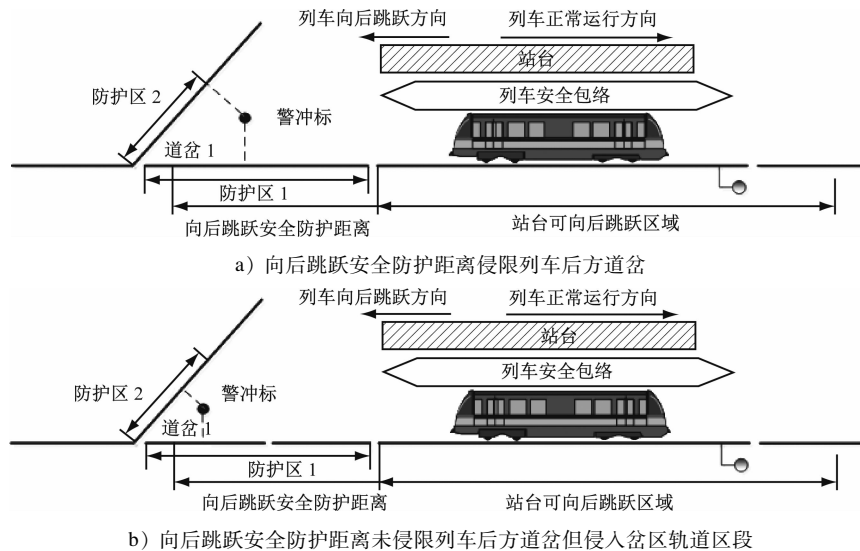 列车向后跳跃方向 列车正常运行方向
站台
防护区 2
列车安全包络
警冲标
道岔 1
防护区 1
向后跳跃安全防护距离 站台可向后跳跃区域
a）向后跳跃安全防护距离侵限列车后方道岔
列车向后跳跃方向 列车正常运行方向
站台
防护区 2
列车安全包络
警冲标
道岔 1
防护区 1
向后跳跃安全防护距离 站台可向后跳跃区域
b）向后跳跃安全防护距离未侵限列车后方道岔但侵入岔区轨道区段